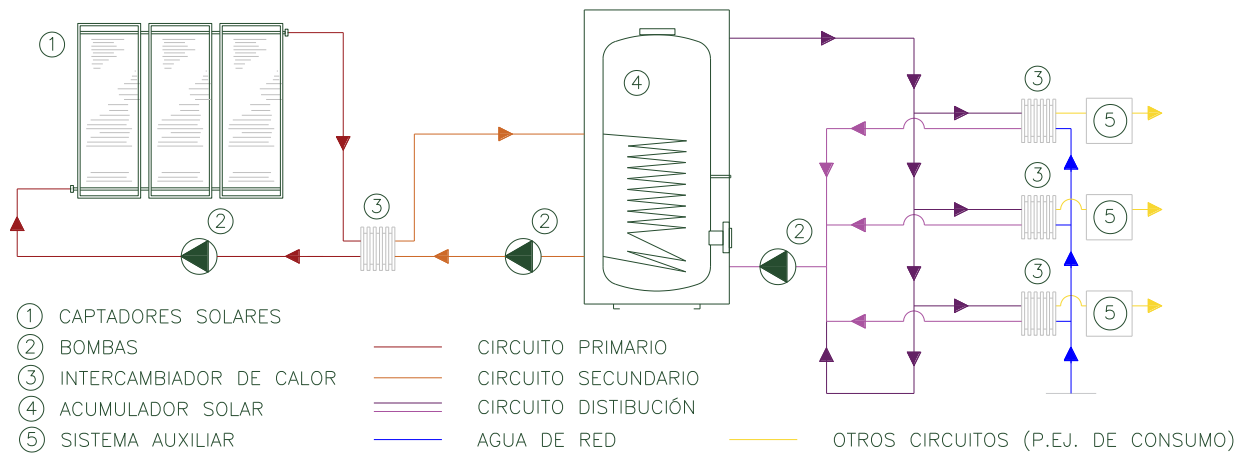 1
4
3
5
3
5
3
5
2
3
2
2
1 CAPTADORES SOLARES
2 BOMBAS
3 INTERCAMBIADOR DE CALOR
4 ACUMULADOR SOLAR
5 SISTEMA AUXILIAR
CIRCUITO PRIMARIO
CIRCUITO SECUNDARIO
CIRCUITO DISTIBUCIÓN
AGUA DE RED
OTROS CIRCUITOS (P.EJ. DE CONSUMO)